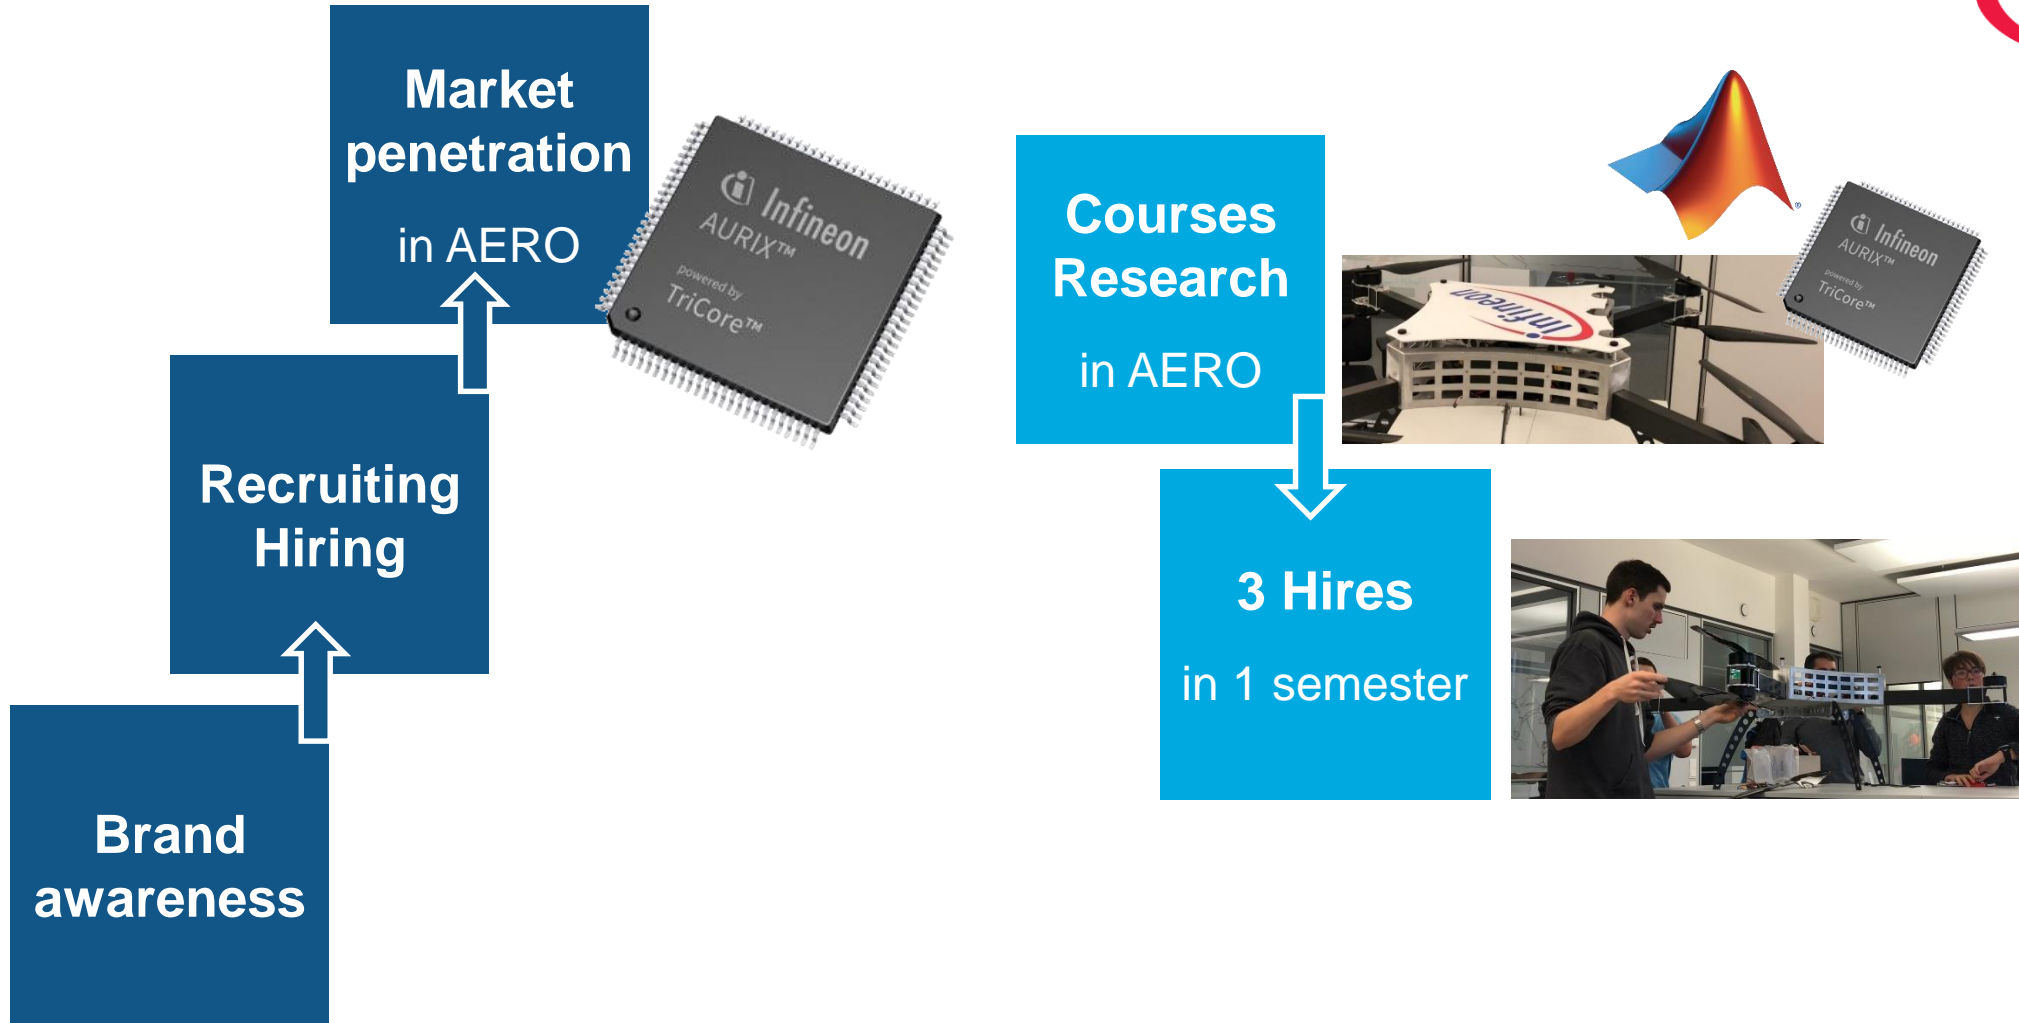 Market
penetration
in AERO
Infineon
AURIX™
powered by
TriCore™
Recruiting
Hiring
Brand
awareness
Courses
Research
in AERO
®
Infineon
AURIX™
powered by
TriCore™
infineon
3 Hires
in 1 semester